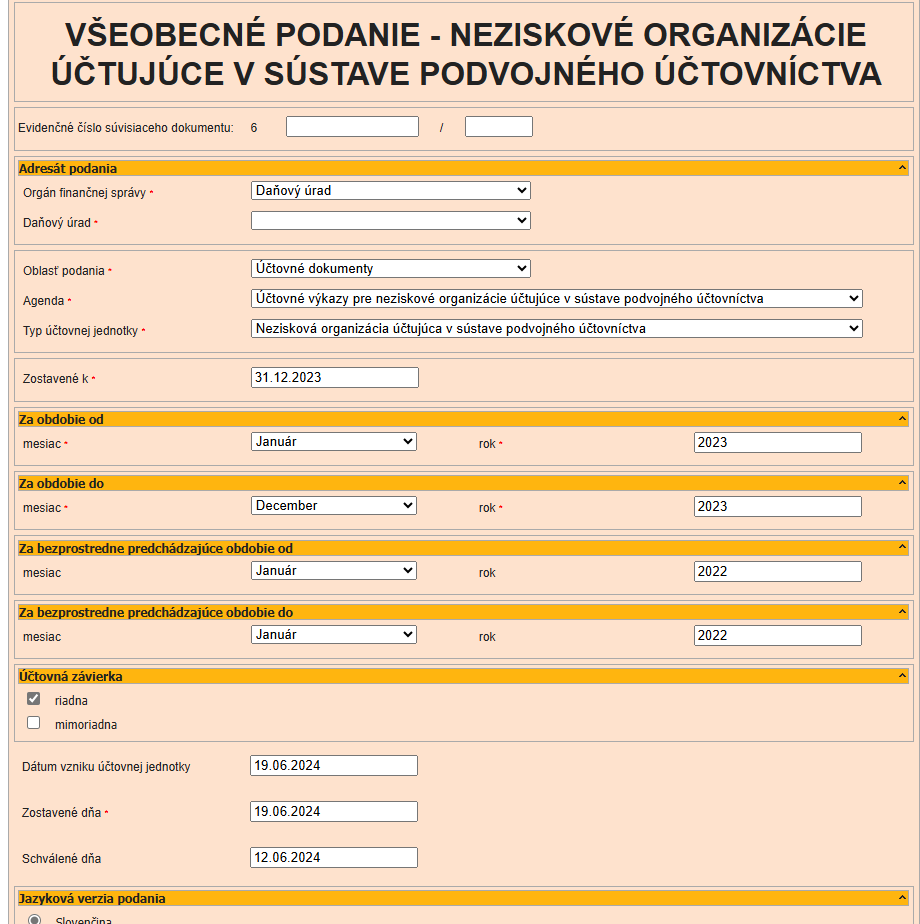 VŠEOBECNÉ PODANIE - NEZISKOVÉ ORGANIZÁCIE
ÚČTUJÚCE V SÚSTAVE PODVOJNÉHO ÚČTOVNÍCTVA
Evidenčné číslo súvisiaceho dokumentu: 6 /
Adresát podania
Orgán finančnej správy * Daňový úrad
Daňový úrad *
Oblasť podania * Účtovné dokumenty
Agenda * Účtovné výkazy pre neziskové organizácie účtujúce v sústave podvojného účtovníctva
Typ účtovnej jednotky * Nezisková organizácia účtujúca v sústave podvojného účtovníctva
Zostavené k * 31.12.2023
Za obdobie od
mesiac * Január rok * 2023
Za obdobie do
mesiac * December rok * 2023
Za bezprostredne predchádzajúce obdobie od
mesiac Január rok 2022
Za bezprostredne predchádzajúce obdobie do
mesiac Január rok 2022
Účtovná závierka
riadna
mimoriadna
Dátum vzniku účtovnej jednotky 19.06.2024
Zostavené dňa * 19.06.2024
Schválené dňa 12.06.2024
Jazyková verzia podania
Slovenčina